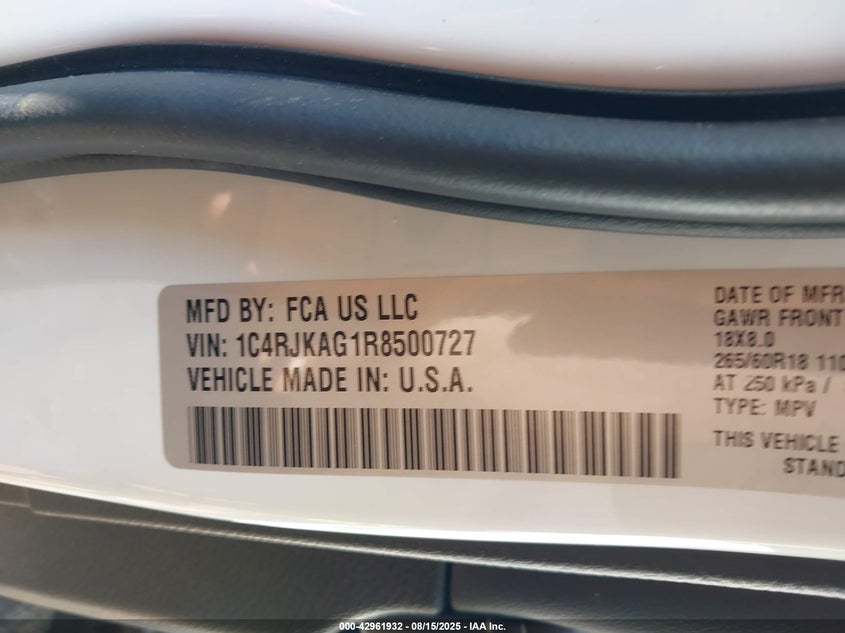 MFD BY: FCA US LLC
VIN: 1C4RJKAG1R8500727
VEHICLE MADE IN: U.S.A.
DATE OF MFR
GAWR FRONT
18X8.0
265/60R18 110
AT 250 kPa /
TYPE: MPV
THIS VEHICLE
STAND
000-42961932 - 08/15/2025 - IAA Inc.